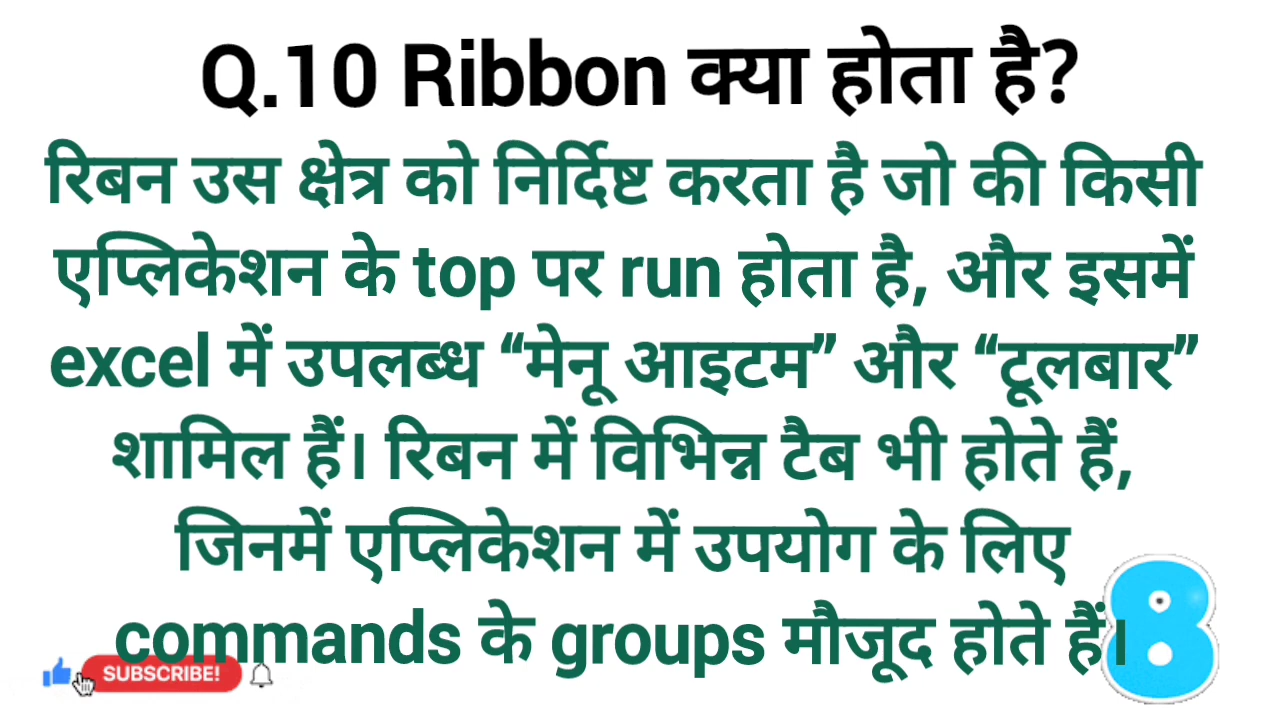 Q.10 Ribbon क्या होता है?
रिबन उस क्षेत्र को निर्दिष्ट करता है जो की किसी
एप्लिकेशन के top पर run होता है, और इसमें
excel में उपलब्ध “मेनू आइटम” और “टूलबार”
शामिल हैं। रिबन में विभिन्न टैब भी होते हैं,
जिनमें एप्लिकेशन में उपयोग के लिए
commands के groups मौजूद होते हैं।
SUBSCRIBE!
8